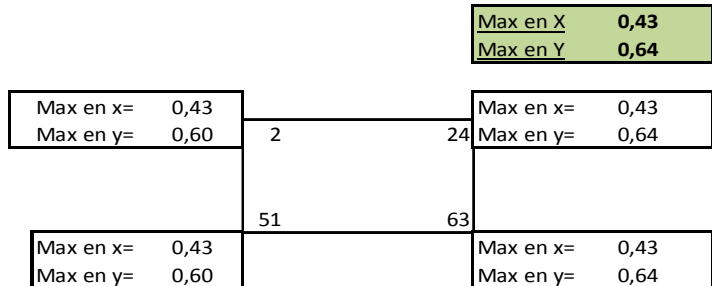 Max en X 0,43
Max en Y 0,64
Max en x= 0,43 Max en x= 0,43
Max en y= 0,60 2 24 Max en y= 0,64
51 63
Max en x= 0,43 Max en x= 0,43
Max en y= 0,60 Max en y= 0,64